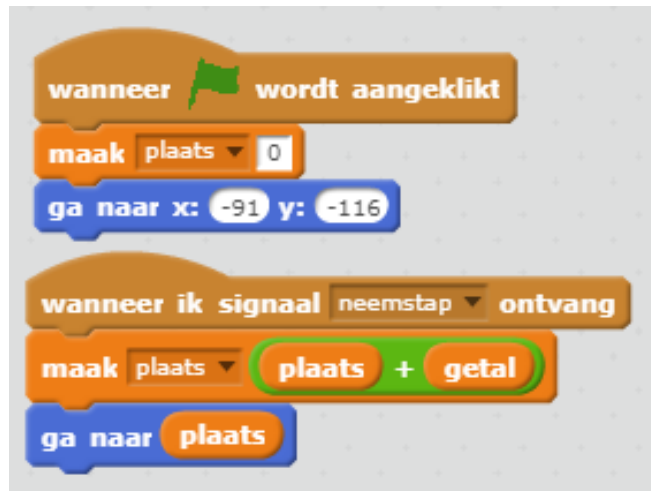 wanneer wordt aangeklikt
maak plaats 0
ga naar x: -91 y: -116
wanneer ik signaal neemstap ontvang
maak plaats plaats + getal
ga naar plaats